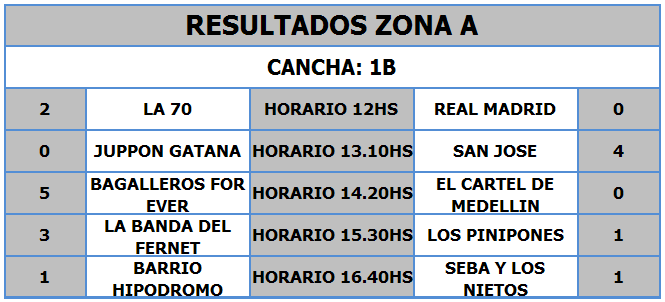 RESULTADOS ZONA A
CANCHA: 1B
2 LA 70 HORARIO 12HS REAL MADRID 0
0 JUPPON GATANA HORARIO 13.10HS SAN JOSE 4
5 BAGALLEROS FOR EVER HORARIO 14.20HS EL CARTEL DE MEDELLIN 0
3 LA BANDA DEL FERNET HORARIO 15.30HS LOS PINIPONES 1
1 BARRIO HIPODROMO HORARIO 16.40HS SEBA Y LOS NIETOS 1